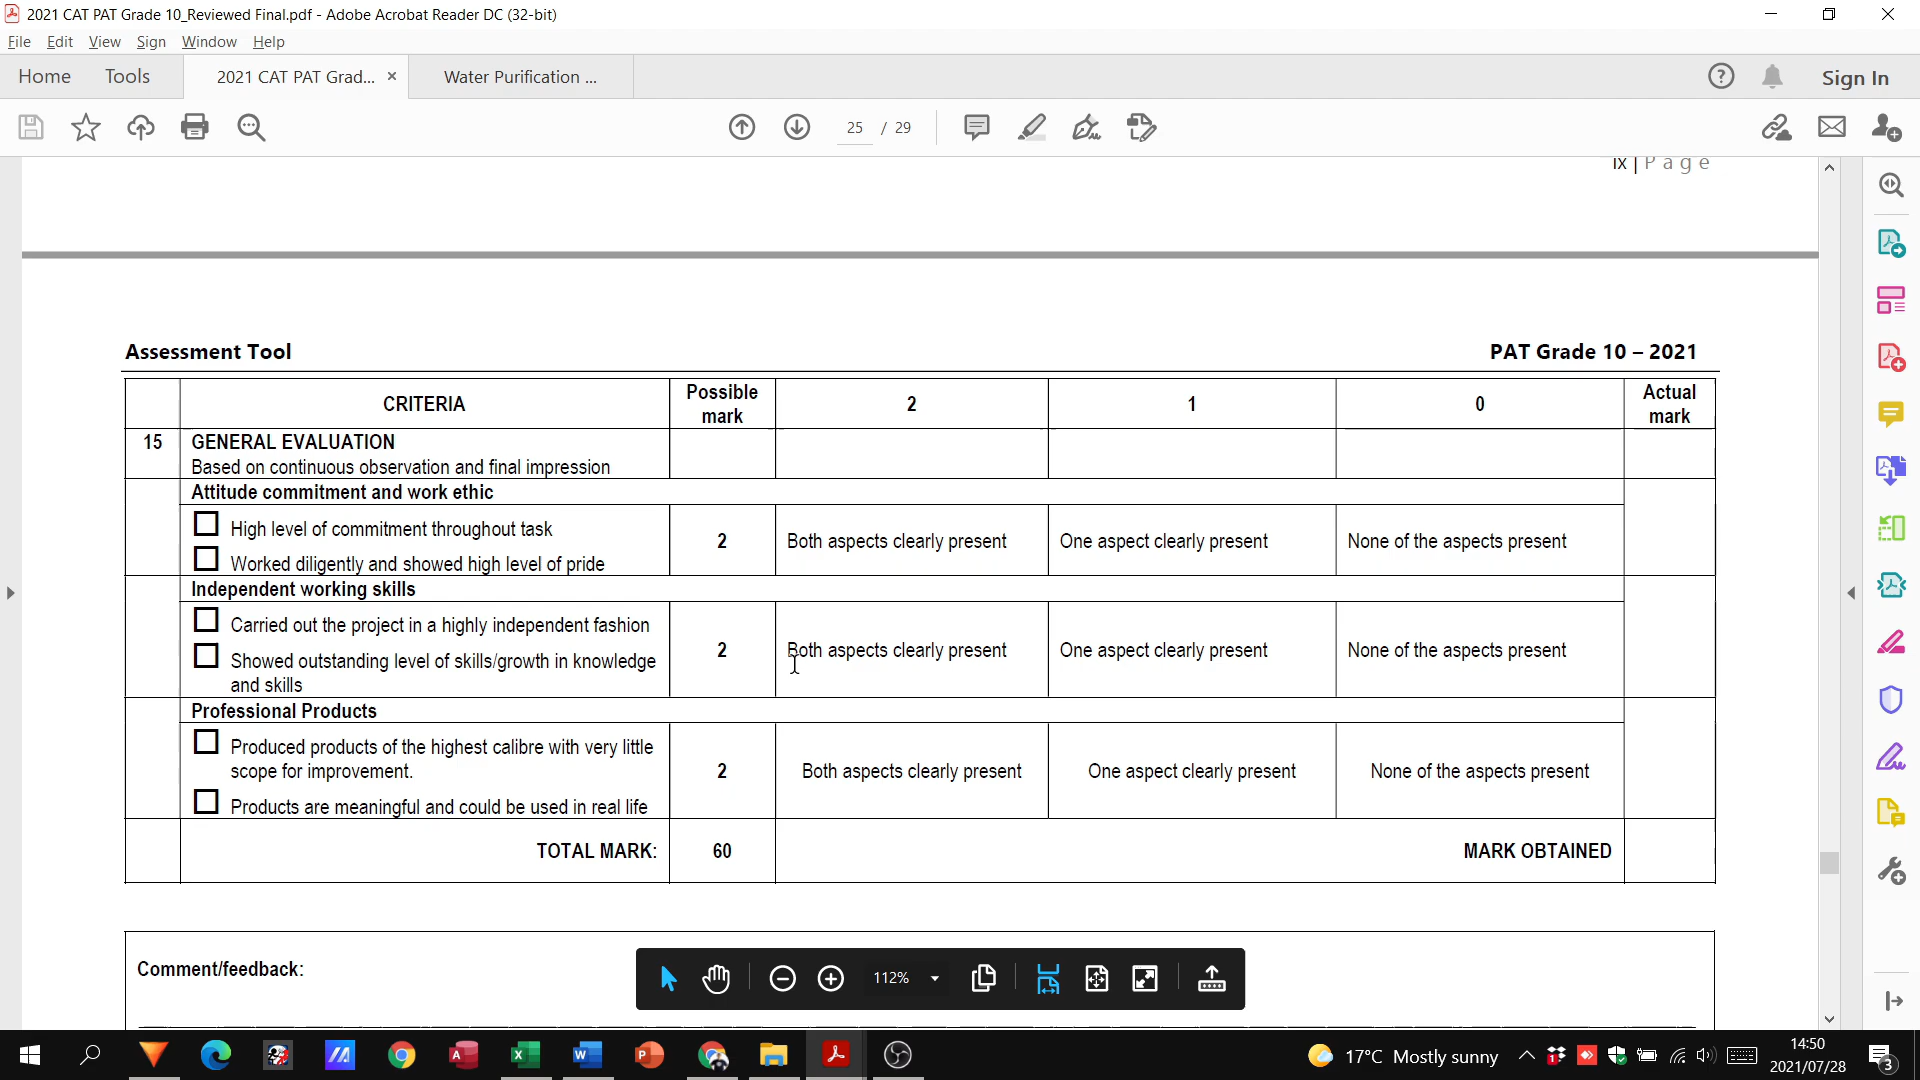 2021 CAT PAT Grade 10_Reviewed Final.pdf - Adobe Acrobat Reader DC (32-bit)
File Edit View Sign Window Help
Home Tools 2021 CAT PAT Grad... × Water Purification ... Sign In
25 / 29
ix | P a g e
Assessment Tool PAT Grade 10 – 2021
CRITERIA Possible mark 2 1 0 Actual mark
15 GENERAL EVALUATION
Based on continuous observation and final impression
Attitude commitment and work ethic
High level of commitment throughout task
Worked diligently and showed high level of pride
2 Both aspects clearly present One aspect clearly present None of the aspects present
Independent working skills
Carried out the project in a highly independent fashion
Showed outstanding level of skills/growth in knowledge
and skills
2 Both aspects clearly present One aspect clearly present None of the aspects present
Professional Products
Produced products of the highest calibre with very little
scope for improvement.
Products are meaningful and could be used in real life
2 Both aspects clearly present One aspect clearly present None of the aspects present
TOTAL MARK: 60 MARK OBTAINED
Comment/feedback:
112%
17°C Mostly sunny
14:50
2021/07/28
3